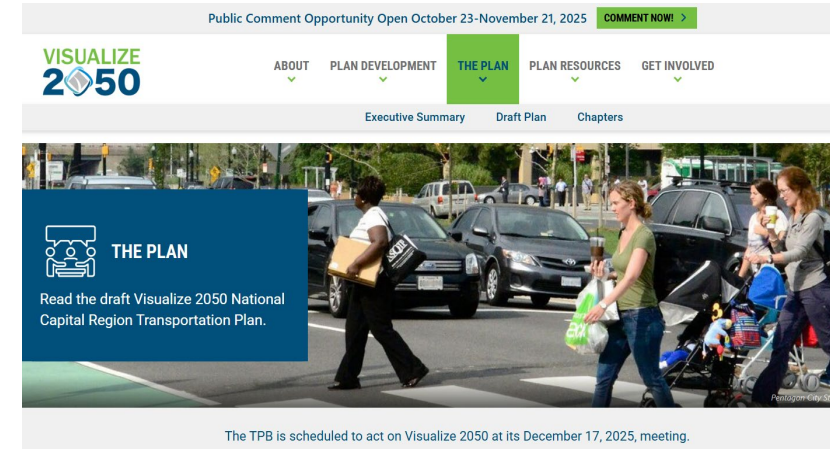 Public Comment Opportunity Open October 23-November 21, 2025 COMMENT NOW!
VISUALIZE
2050
ABOUT PLAN DEVELOPMENT THE PLAN PLAN RESOURCES GET INVOLVED
Executive Summary Draft Plan Chapters
THE PLAN
Read the draft Visualize 2050 National
Capital Region Transportation Plan.
Pentagon City
The TPB is scheduled to act on Visualize 2050 at its December 17, 2025, meeting.